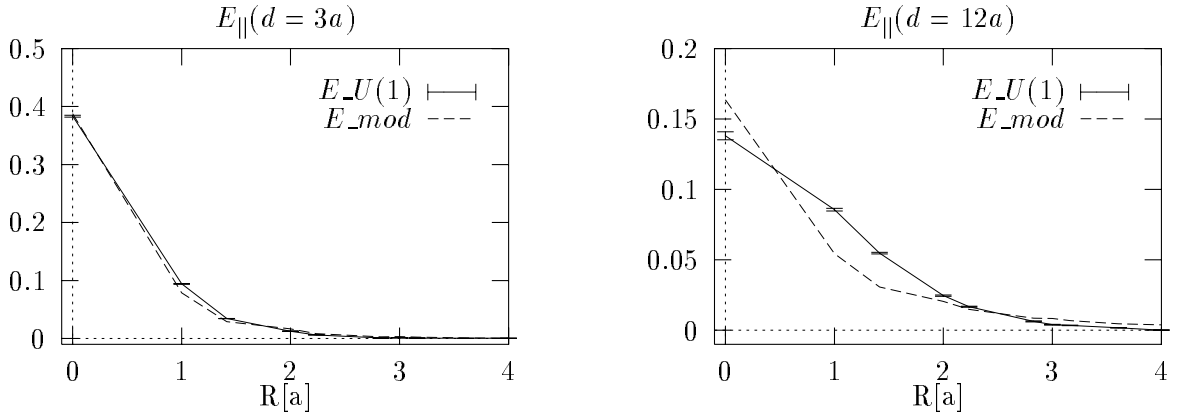 E||(d = 3a)
0.5
0.4
0.3
0.2
0.1
0
0 1 2 3 4
R[a]
E_U(1)
E_mod
E||(d = 12a)
0.2
0.15
0.1
0.05
0
0 1 2 3 4
R[a]
E_U(1)
E_mod